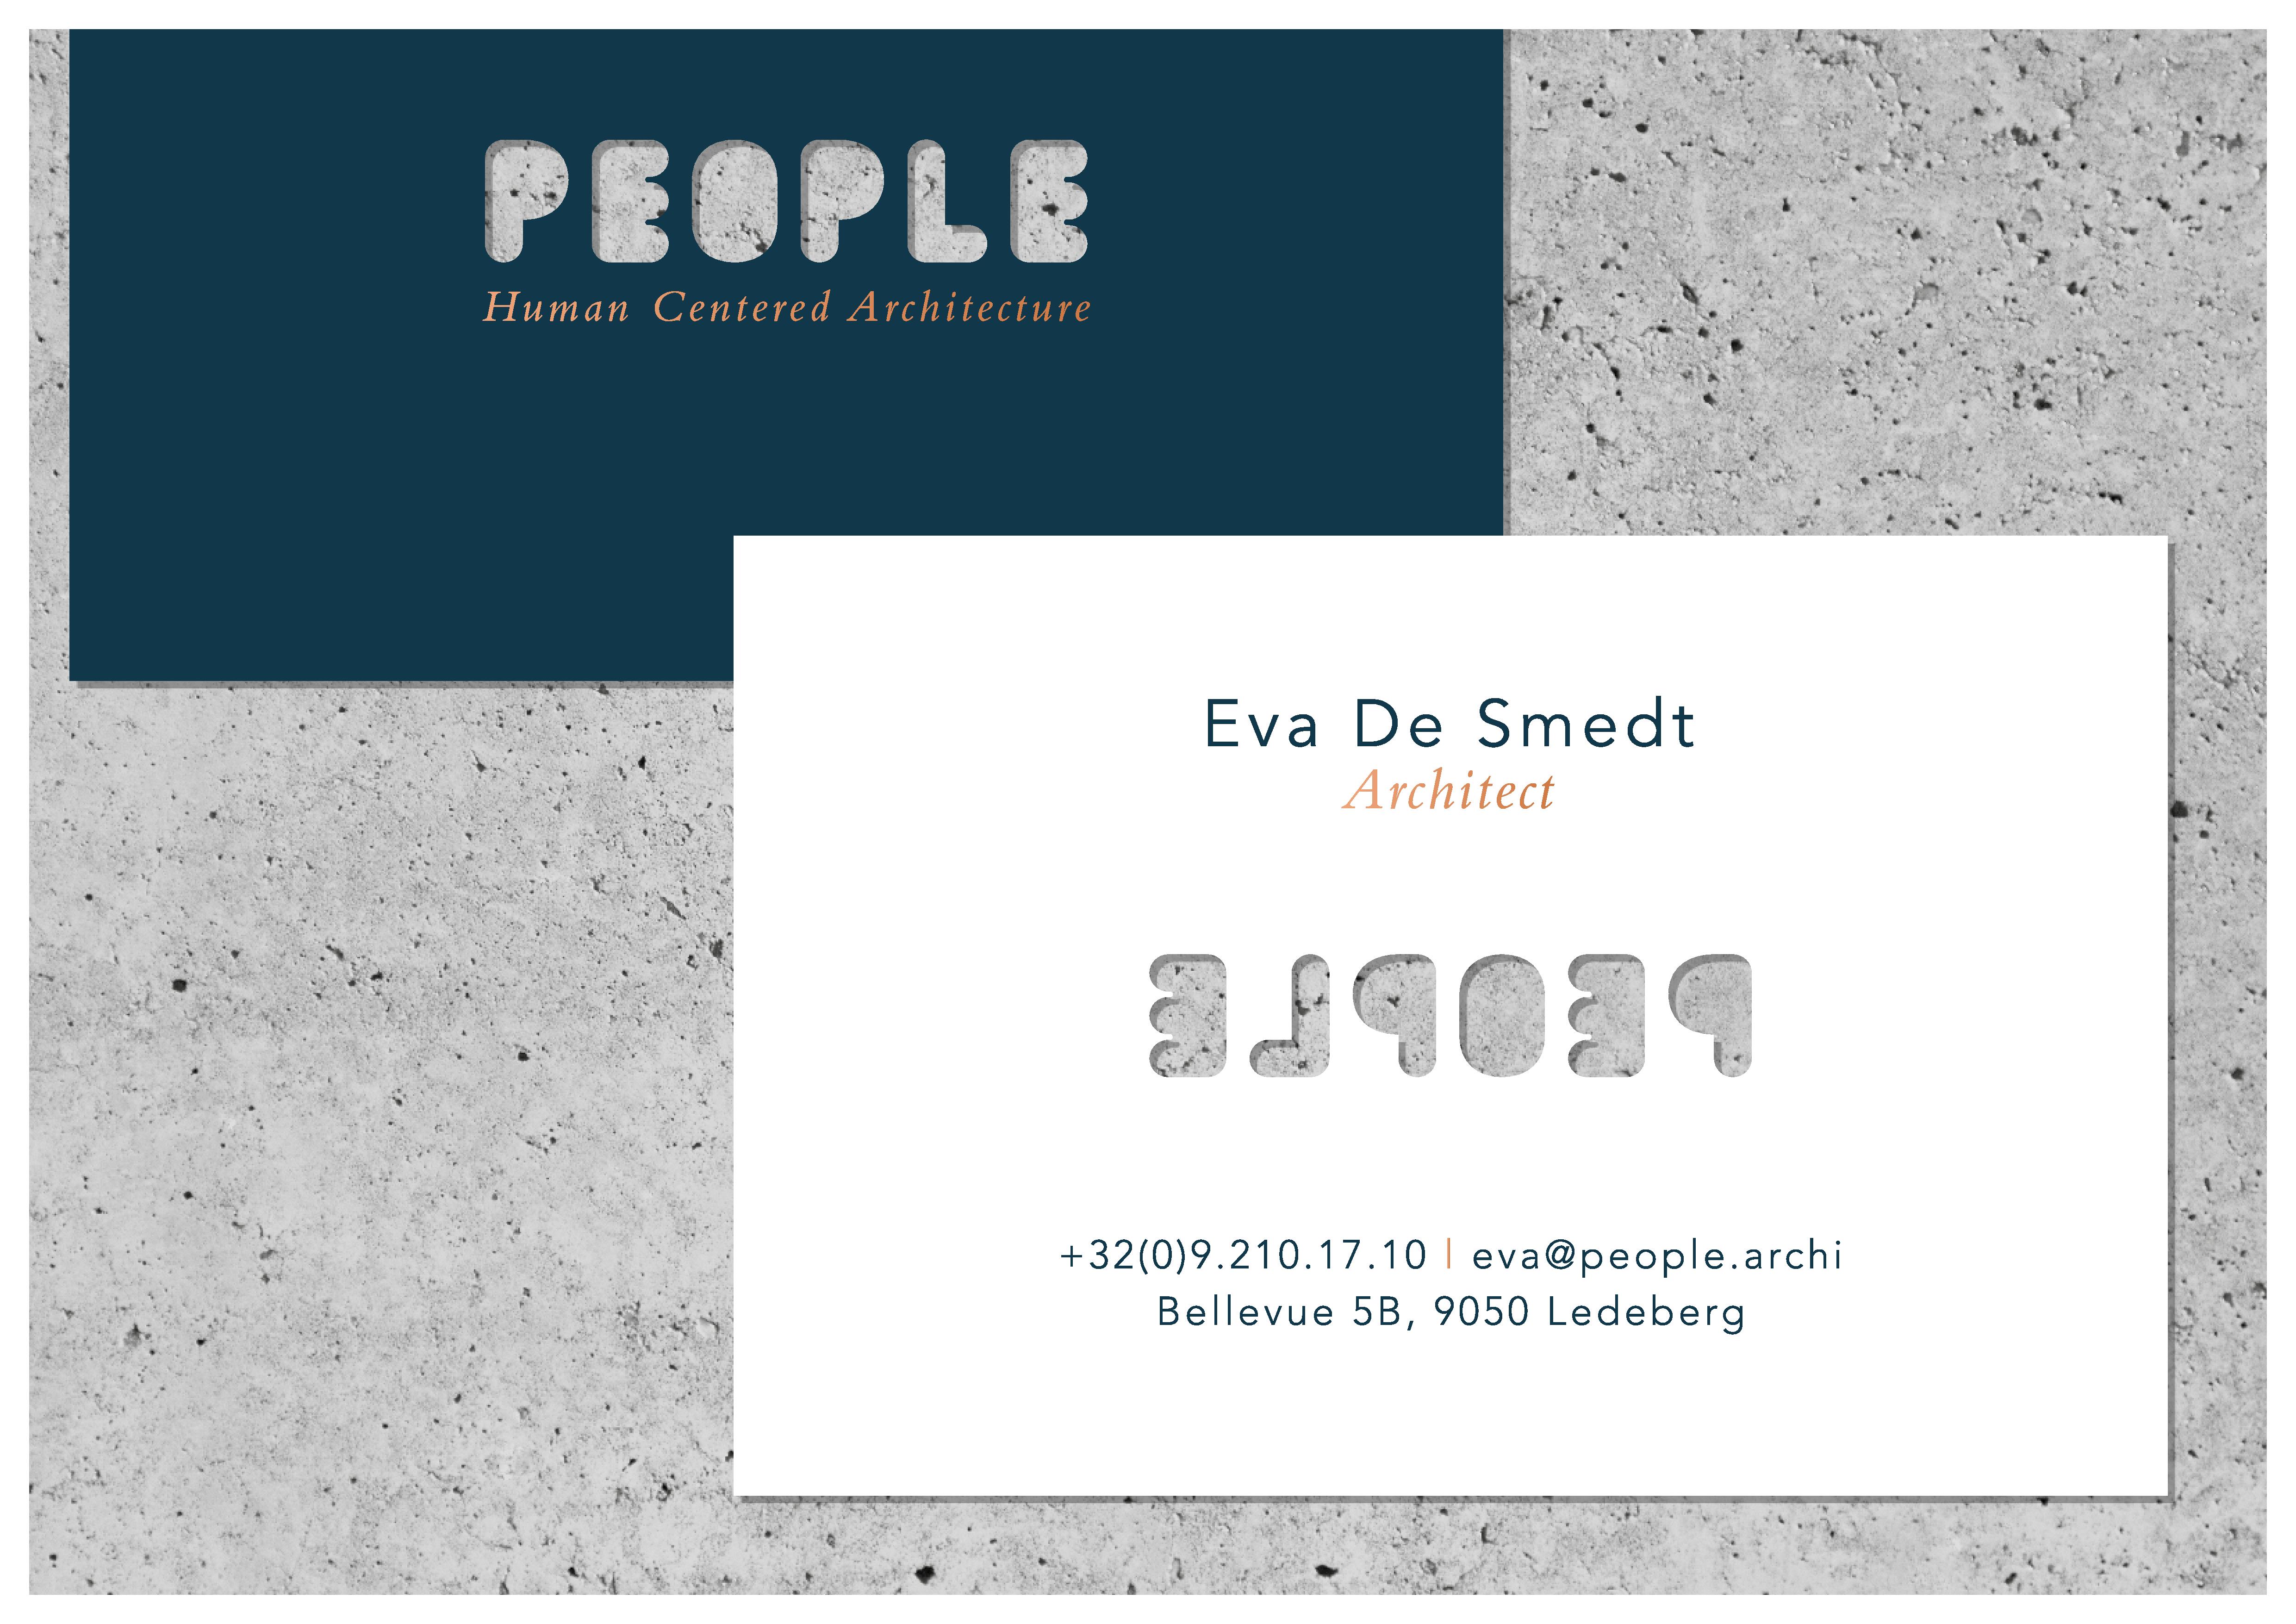 PEOPLE
Human Centered Architecture
Eva De Smedt
Architect
PEOPLE
+32(0)9.210.17.10 | eva@people.archi
Bellevue 5B, 9050 Ledeberg